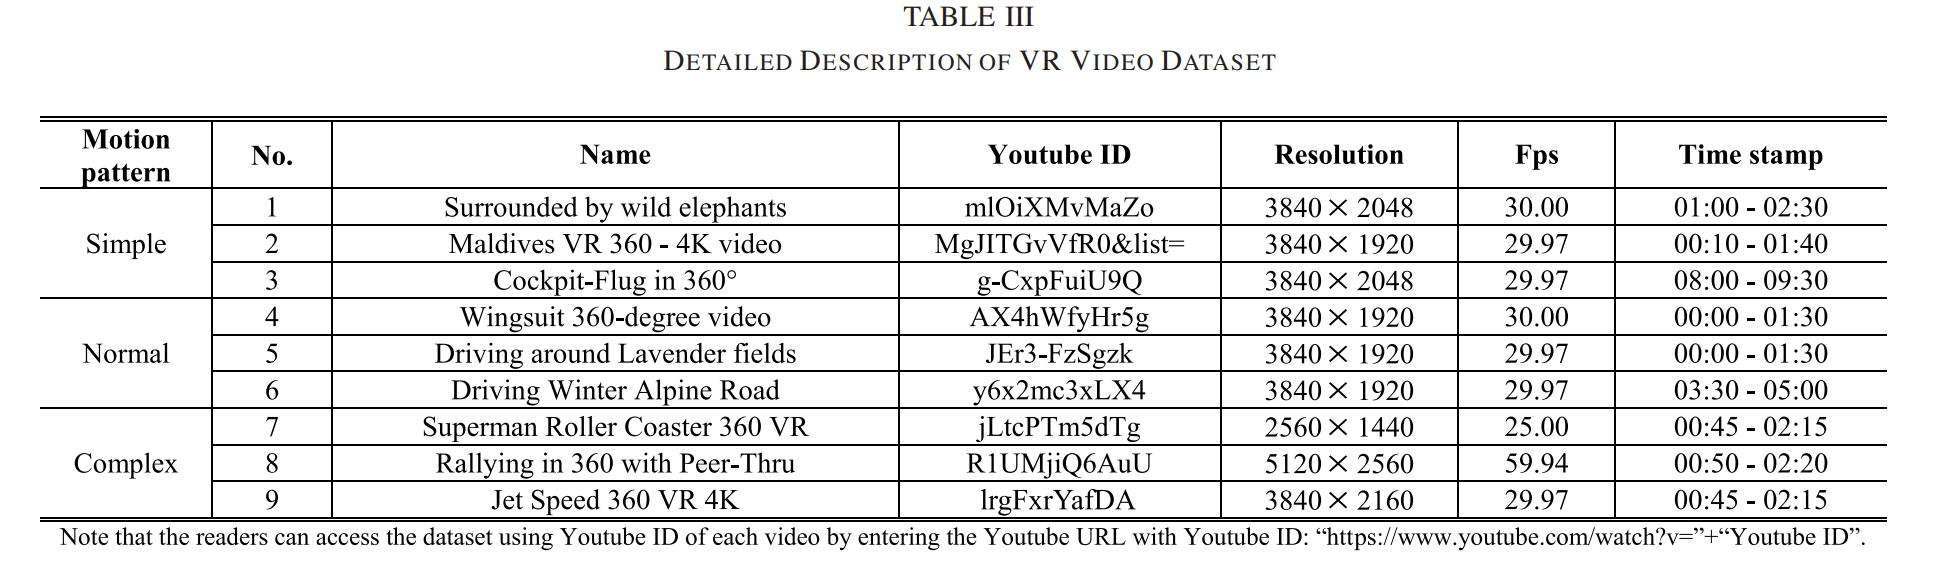 TABLE III
DETAILED DESCRIPTION OF VR VIDEO DATASET
Motion pattern No. Name Youtube ID Resolution Fps Time stamp
Simple
1 Surrounded by wild elephants mlOiXMvMaZo 3840 × 2048 30.00 01:00 - 02:30
2 Maldives VR 360 - 4K video MgJITGvVfR0&list= 3840 × 1920 29.97 00:10 - 01:40
3 Cockpit-Flug in 360° g-CxpFuiU9Q 3840 × 2048 29.97 08:00 - 09:30
Normal
4 Wingsuit 360-degree video AX4hWfyHr5g 3840 × 1920 30.00 00:00 - 01:30
5 Driving around Lavender fields JEr3-FzSgzk 3840 × 1920 29.97 00:00 - 01:30
6 Driving Winter Alpine Road y6x2mc3xLX4 3840 × 1920 29.97 03:30 - 05:00
Complex
7 Superman Roller Coaster 360 VR jLtcPTm5dTg 2560 × 1440 25.00 00:45 - 02:15
8 Rallying in 360 with Peer-Thru R1UMjiQ6AuU 5120 × 2560 59.94 00:50 - 02:20
9 Jet Speed 360 VR 4K lrgFxrYafDA 3840 × 2160 29.97 00:45 - 02:15
Note that the readers can access the dataset using Youtube ID of each video by entering the Youtube URL with Youtube ID: “https://www.youtube.com/watch?v=”+“Youtube ID”.